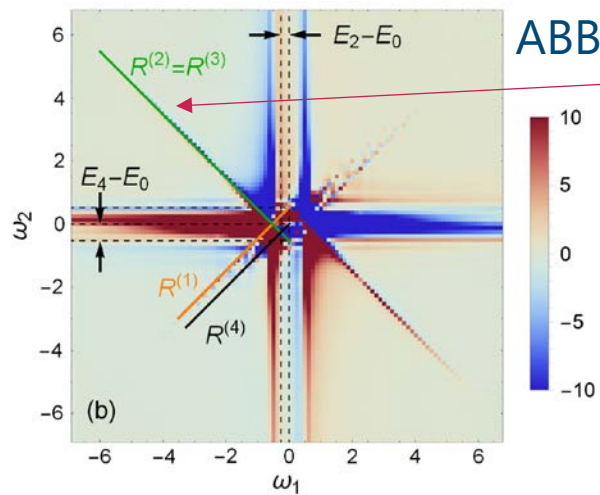 E₂−E₀
ABB
R⁽²⁾=R⁽³⁾
E₄−E₀
R⁽¹⁾
R⁽⁴⁾
(b)
6
4
2
0
−2
−4
−6
ω₂
−6 −4 −2 0 2 4 6
ω₁
10
5
0
−5
−10